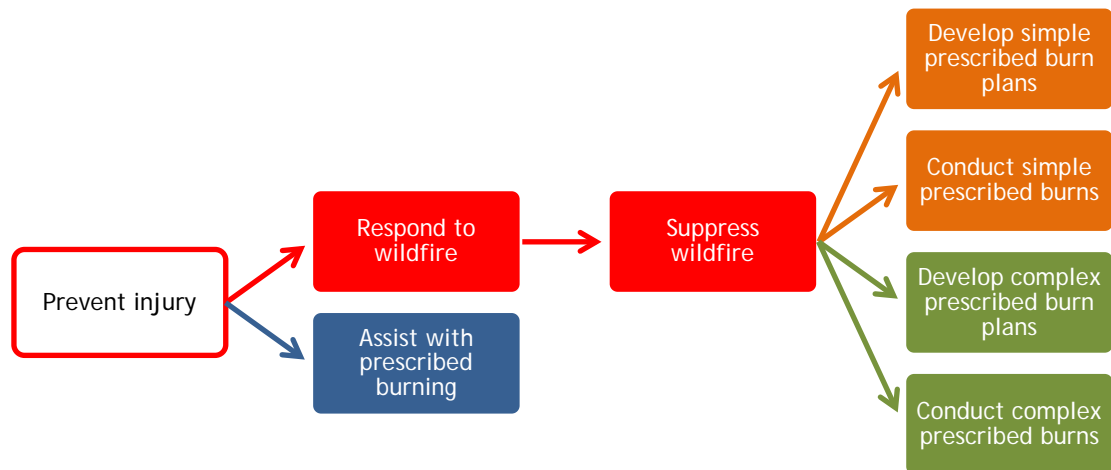 Prevent injury
Respond to
wildfire
Assist with
prescribed
burning
Suppress
wildfire
Develop simple
prescribed burn
plans
Conduct simple
prescribed burns
Develop complex
prescribed burn
plans
Conduct complex
prescribed burns